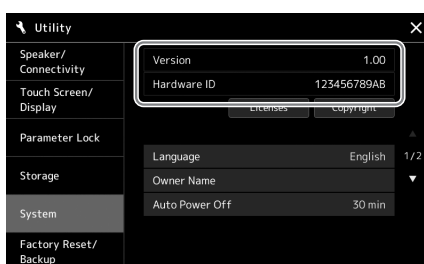 Utility
Speaker/
Connectivity
Touch Screen/
Display
Parameter Lock
Storage
System
Factory Reset/
Backup
Version 1.00
Hardware ID 123456789AB
Licenses Copyright
Language English
Owner Name
Auto Power Off 30 min
1/2